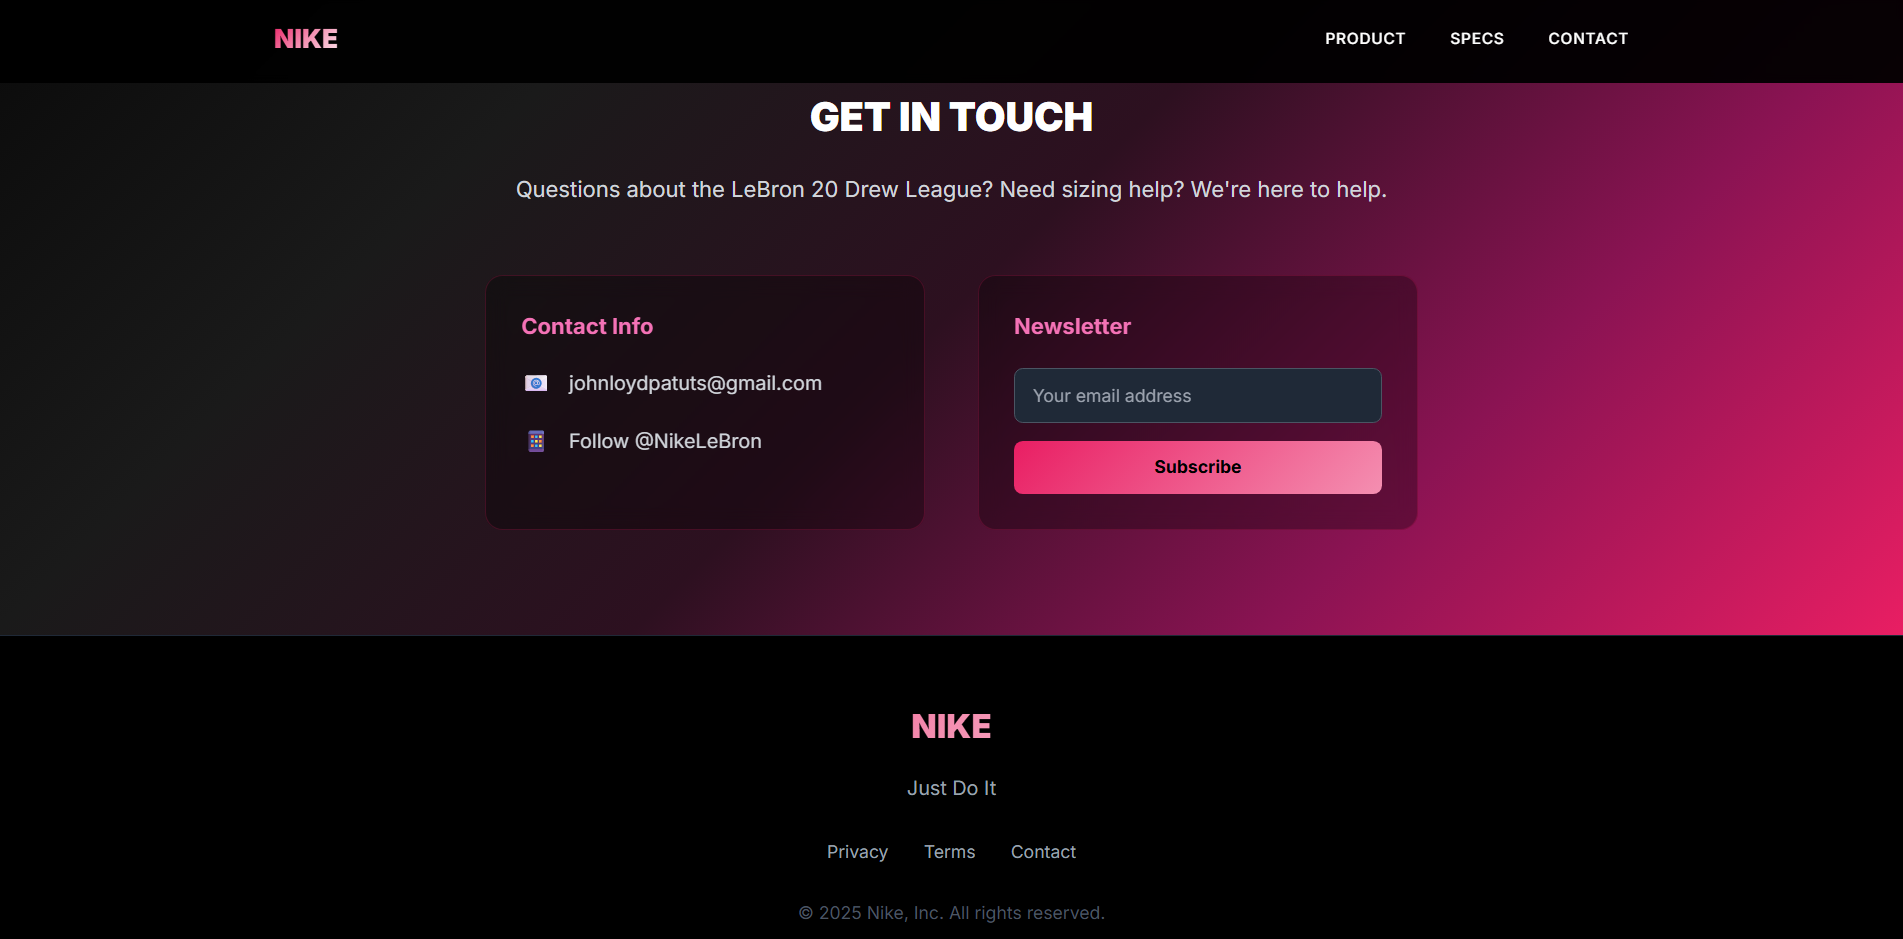 NIKE
PRODUCT SPECS CONTACT
GET IN TOUCH
Questions about the LeBron 20 Drew League? Need sizing help? We're here to help.
Contact Info
johnloydpatuts@gmail.com
Follow @NikeLeBron
Newsletter
Your email address
Subscribe
NIKE
Just Do It
Privacy Terms Contact
© 2025 Nike, Inc. All rights reserved.